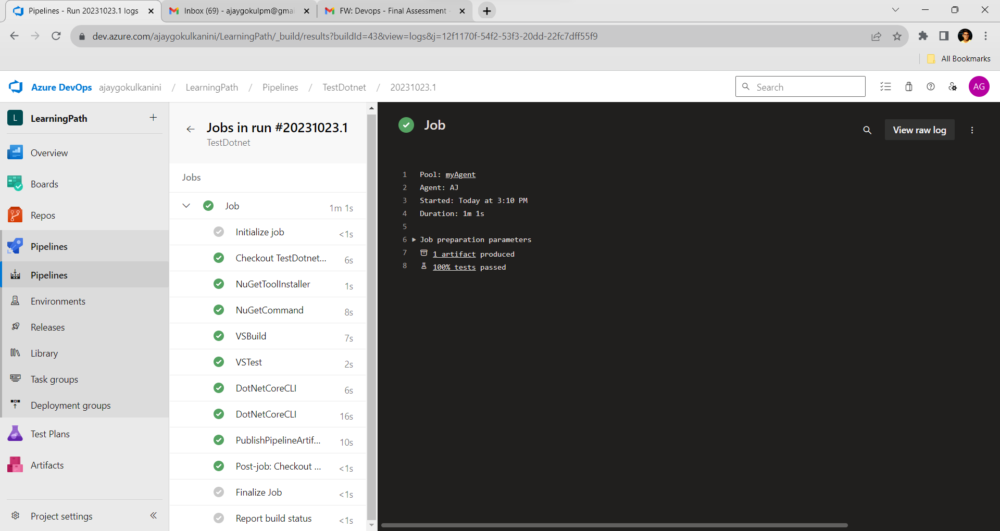 Pipelines - Run 20231023.1 logs
Inbox (69) - ajaygokulpm@gmai
FW: Devops - Final Assessment -
dev.azure.com/ajaygokulkanini/LearningPath/_build/results?buildId=43&view=logs&j=12f1170f-54f2-53f3-20dd-22fc7dff55f9
All Bookmarks
Azure DevOps ajaygokulkanini / LearningPath / Pipelines / TestDotnet / 20231023.1
Search
AG
L LearningPath
Overview
Boards
Repos
Pipelines
Pipelines
Environments
Releases
Library
Task groups
Deployment groups
Test Plans
Artifacts
Project settings
Jobs in run #20231023.1
TestDotnet
Jobs
Job 1m 1s
Initialize job <1s
Checkout TestDotnet... 6s
NuGetToolInstaller 1s
NuGetCommand 8s
VSBuild 7s
VSTest 2s
DotNetCoreCLI 6s
DotNetCoreCLI 16s
PublishPipelineArtif... 10s
Post-job: Checkout ... <1s
Finalize Job <1s
Report build status <1s
Job
View raw log
1 Pool: myAgent
2 Agent: AJ
3 Started: Today at 3:10 PM
4 Duration: 1m 1s
5
6 Job preparation parameters
7 1 artifact produced
8 100% tests passed